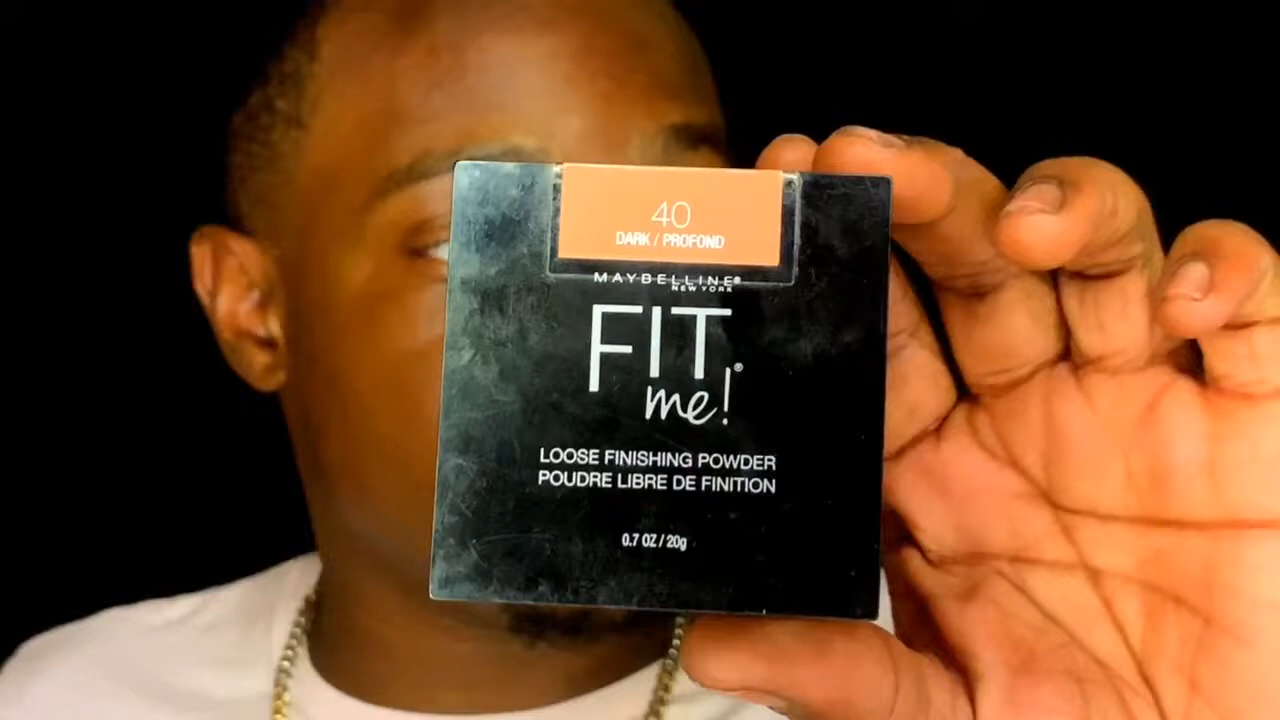 40
DARK / PROFOND
MAYBELLINE®
NEW YORK
FIT
me!®
LOOSE FINISHING POWDER
POUDRE LIBRE DE FINITION
0.7 OZ / 20g